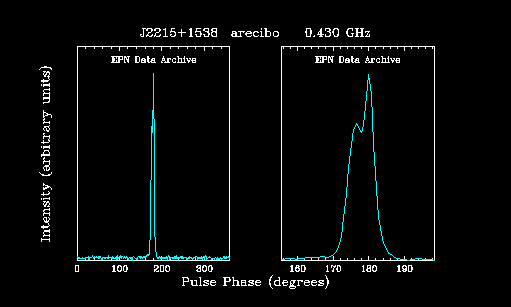 J2215+1538 arecibo 0.430 GHz
EPN Data Archive EPN Data Archive
Intensity (arbitrary units)
0 100 200 300 160 170 180 190
Pulse Phase (degrees)